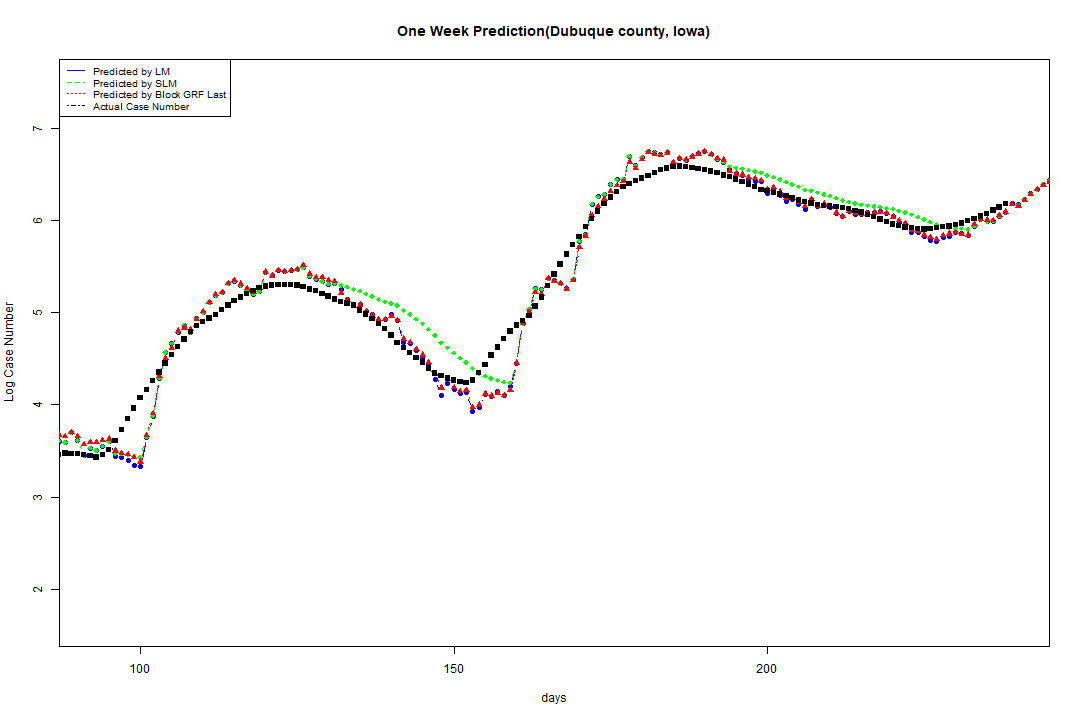 One Week Prediction(Dubuque county, Iowa)
Predicted by LM
Predicted by SLM
Predicted by Block GRF Last
Actual Case Number
7
6
5
4
3
2
Log Case Number
100 150 200
days